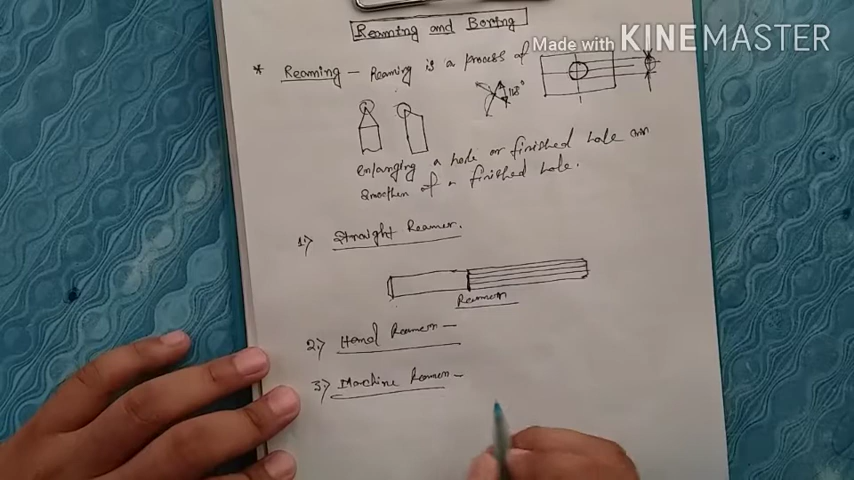 Reaming and Boring
Made with KINEMASTER
* Reaming - Reaming is a process of
118°
enlarging a hole or finished hole
Smoothen of a finished hole.
1) Straight Reamer.
Reamer
2) Hand Reamer -
3) Machine Reamer -